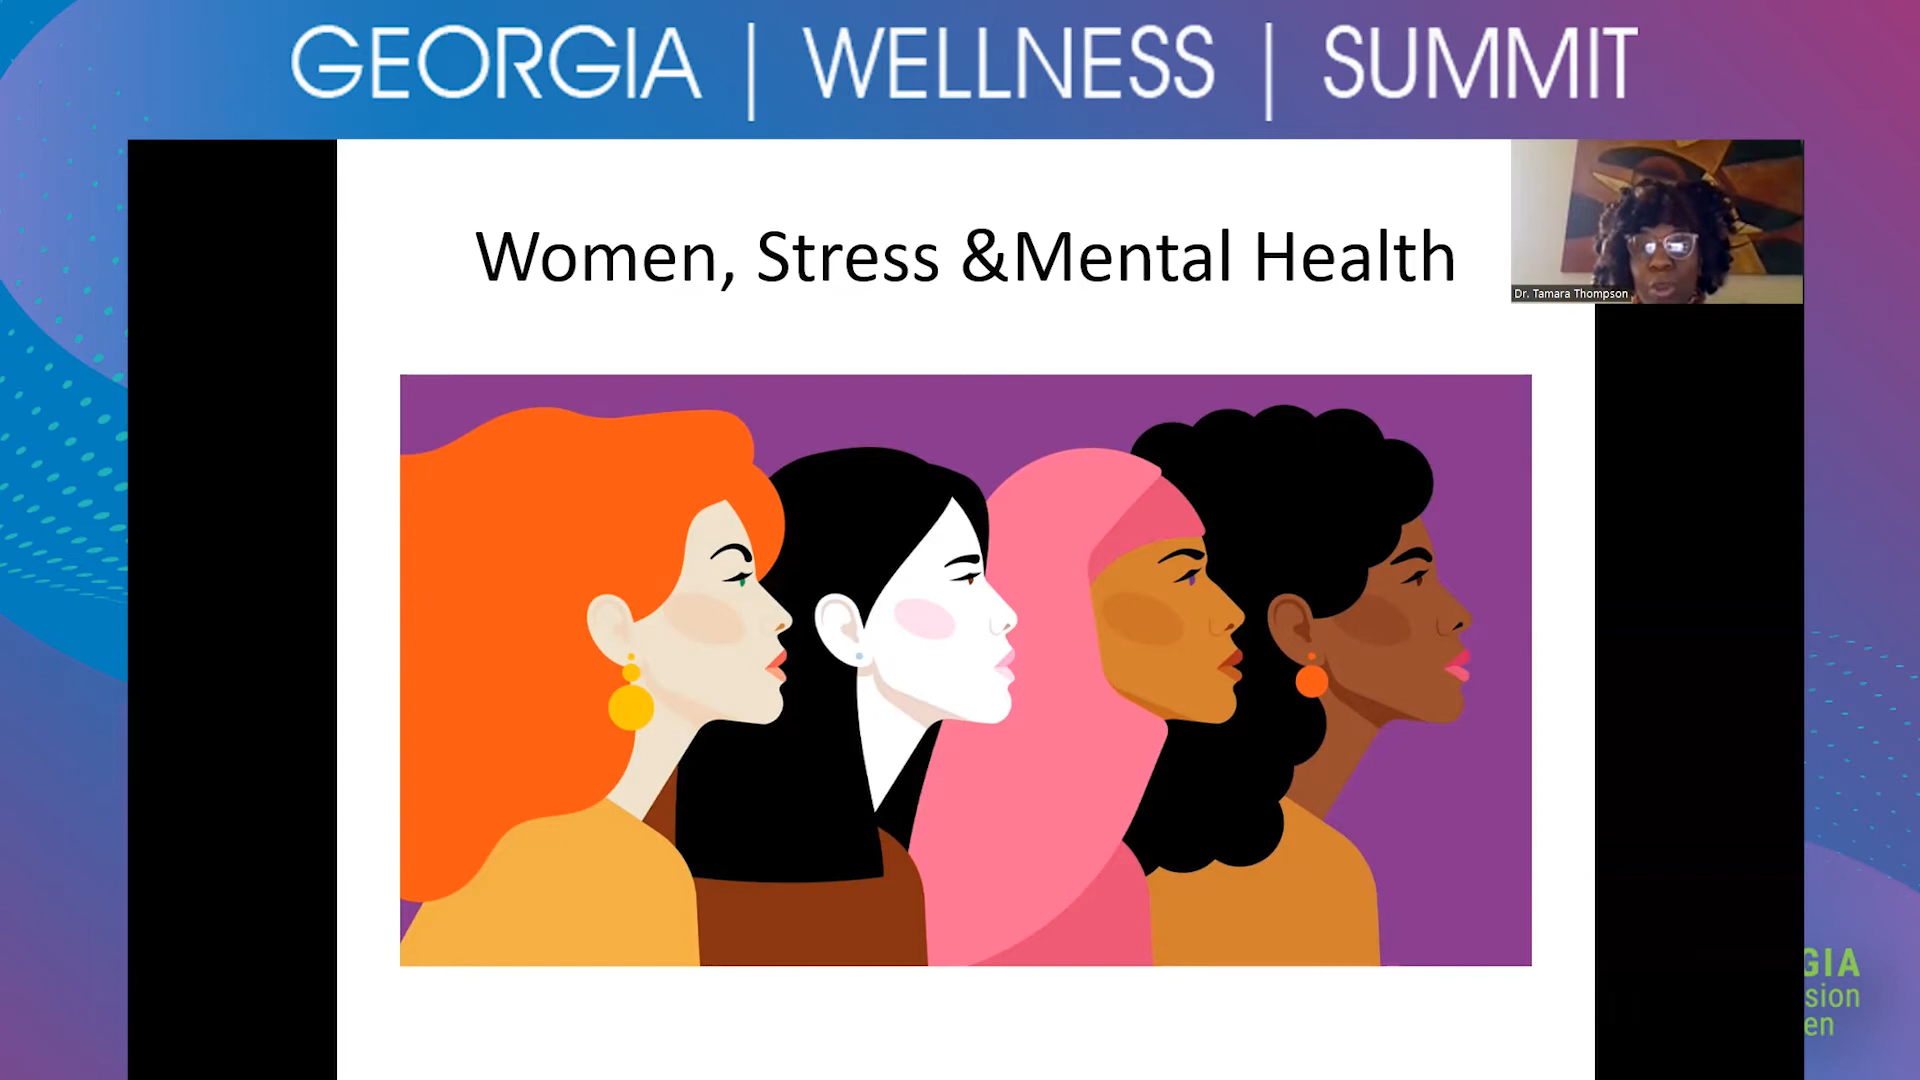 GEORGIA | WELLNESS | SUMMIT
Women, Stress &Mental Health
Dr. Tamara Thompson
GIA
sion
en